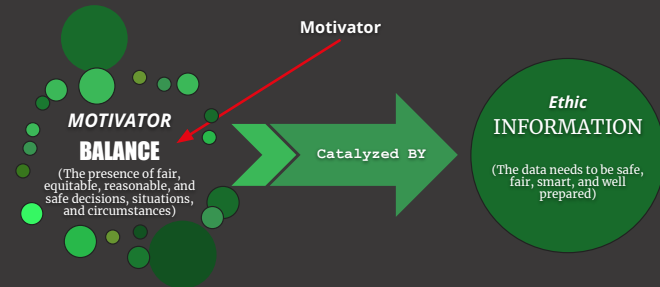 Motivator
MOTIVATOR
BALANCE
(The presence of fair,
equitable, reasonable, and
safe decisions, situations,
and circumstances)
Catalyzed BY
Ethic
INFORMATION
(The data needs to be safe,
fair, smart, and well
prepared)